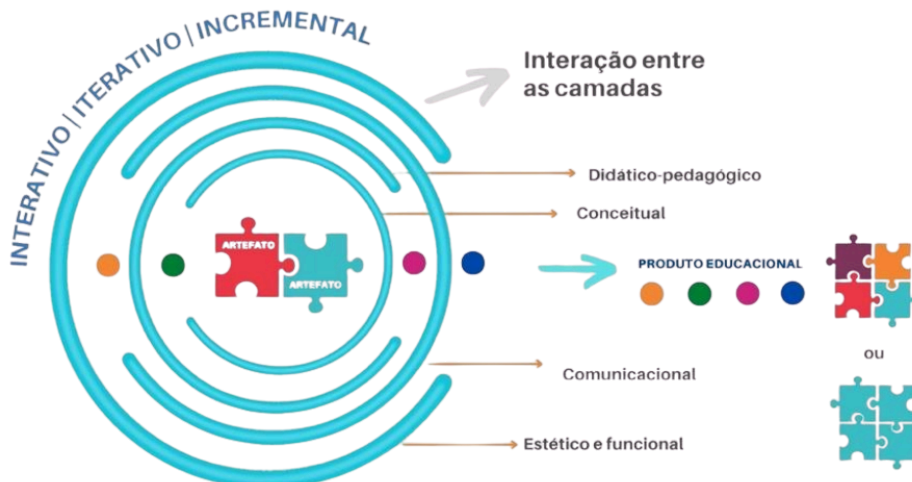 INTERATIVO | ITERATIVO | INCREMENTAL
Interação entre
as camadas
Didático-pedagógico
Conceitual
ARTEFATO
ARTEFATO
PRODUTO EDUCACIONAL
ou
Comunicacional
Estético e funcional